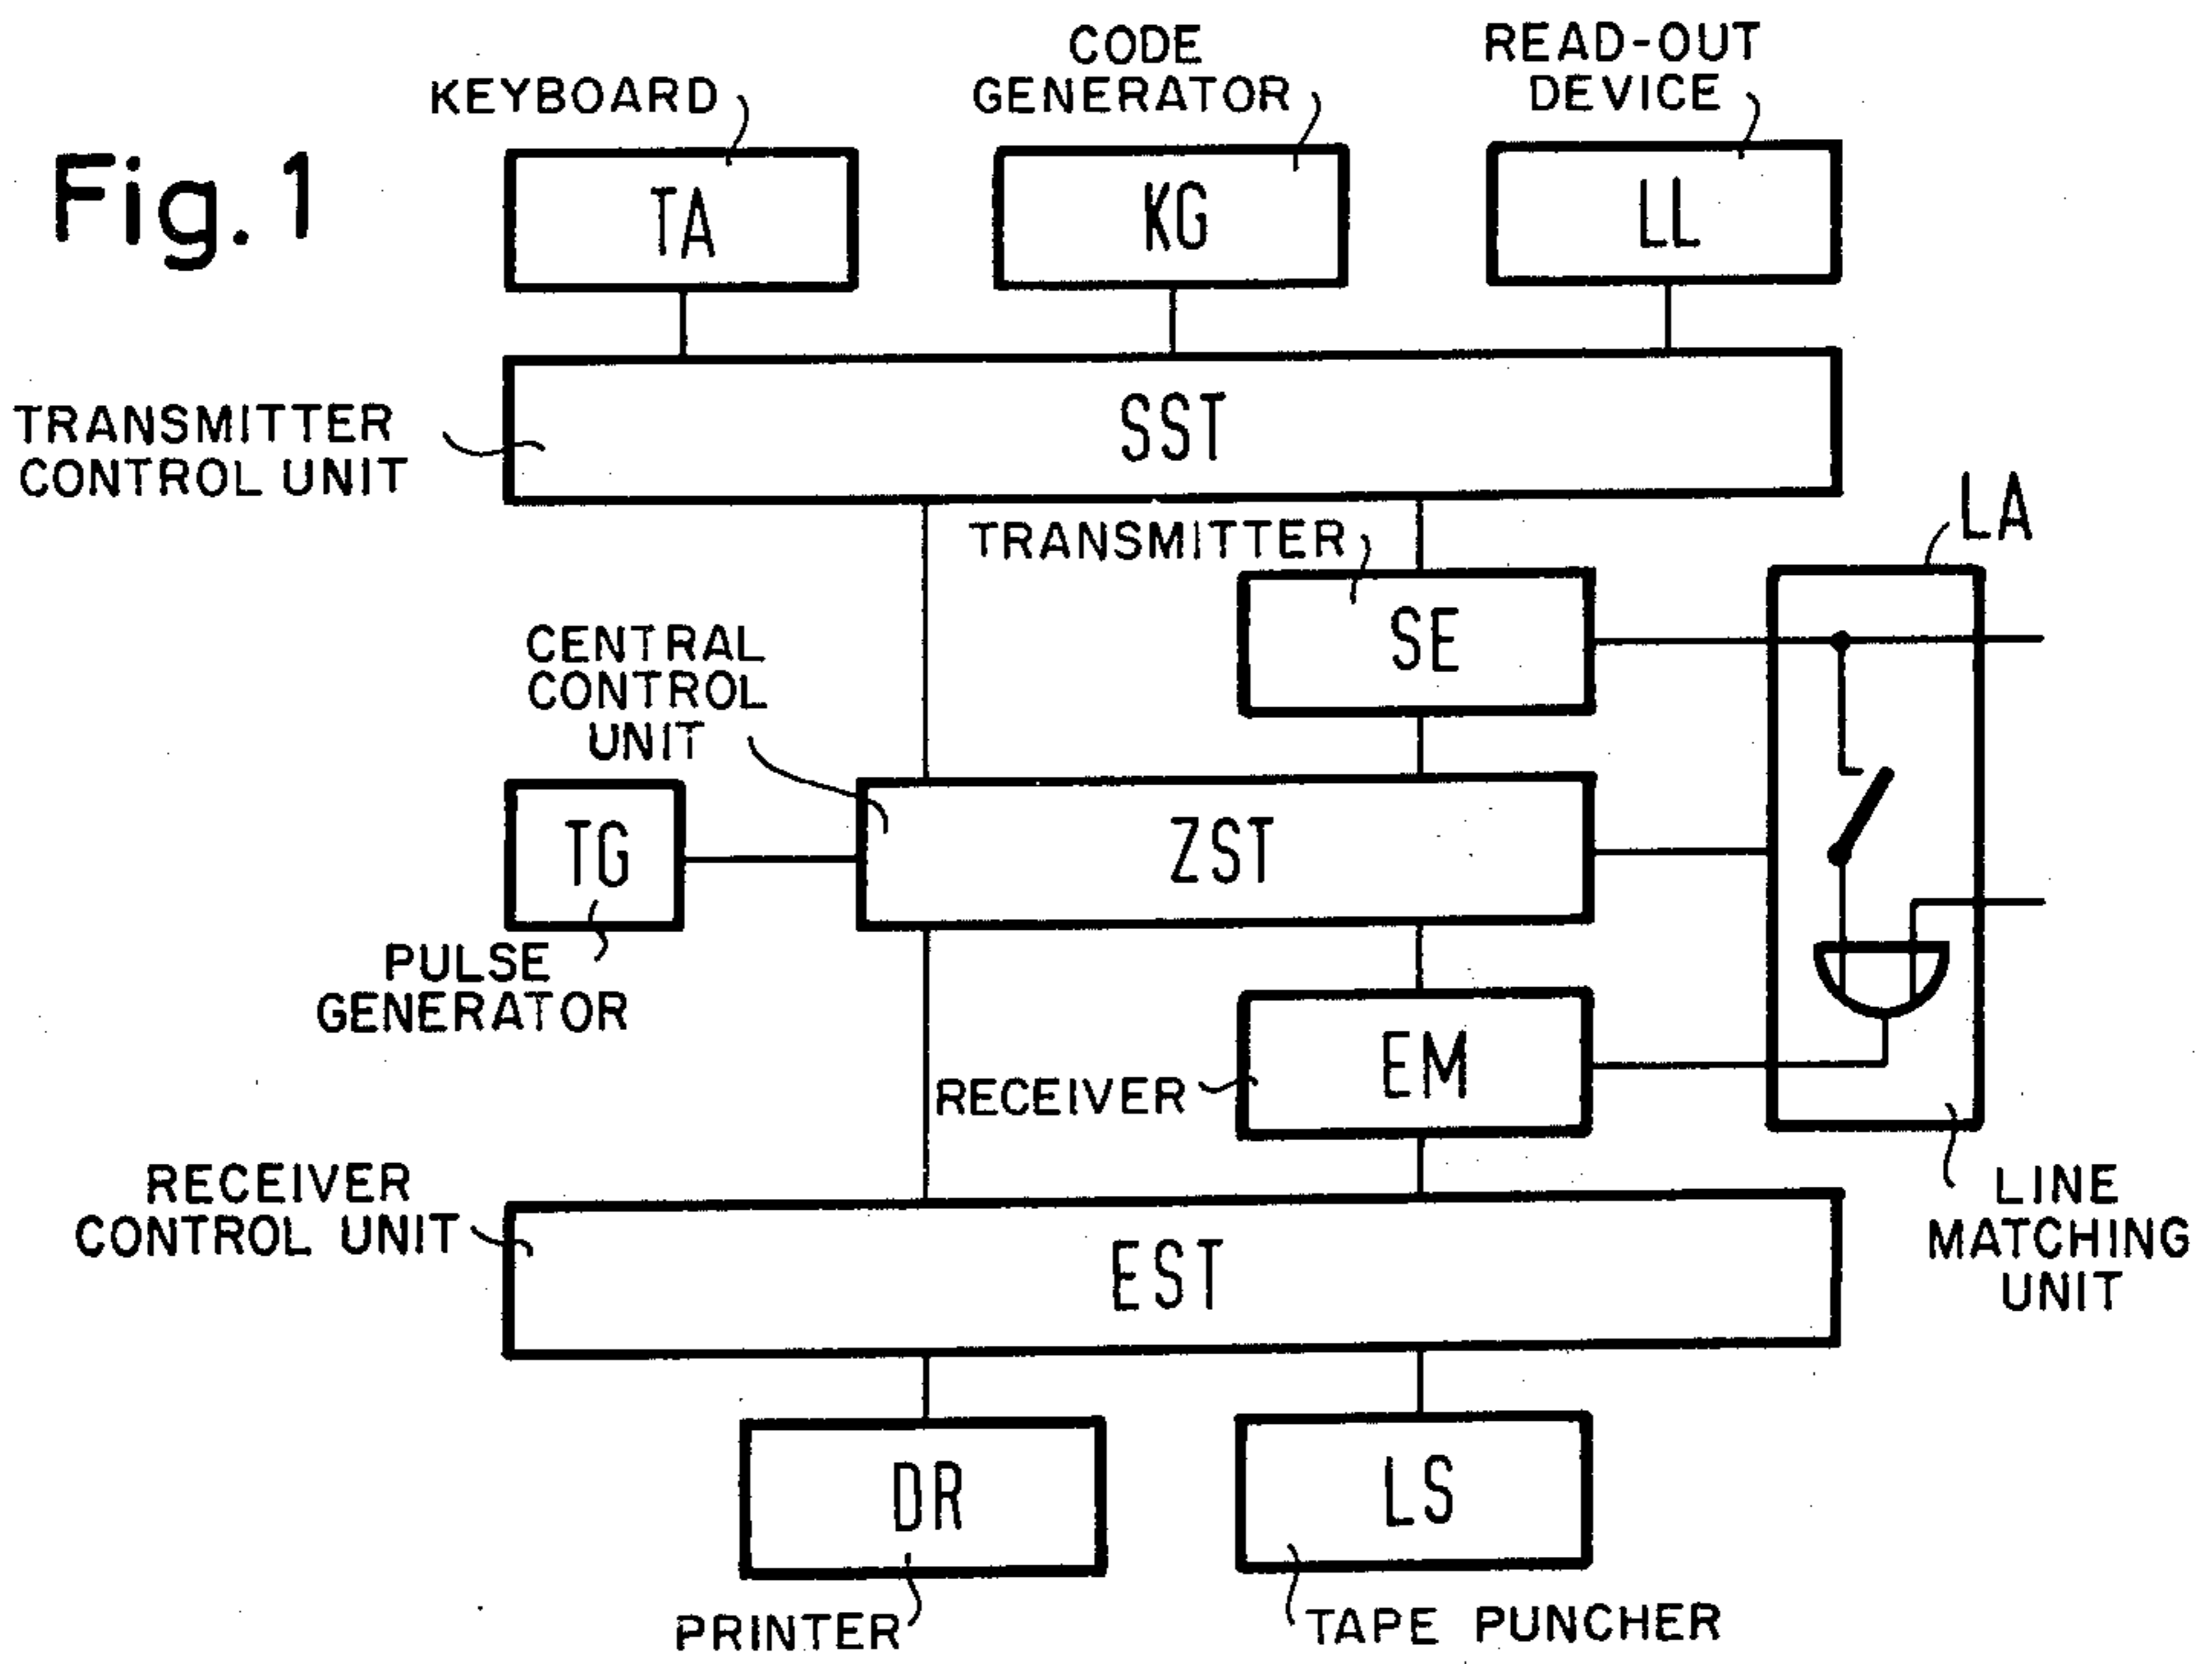 Fig. 1
KEYBOARD
CODE
GENERATOR
READ-OUT
DEVICE
TA
KG
LL
TRANSMITTER
CONTROL UNIT
SST
LA
TRANSMITTER
SE
CENTRAL
CONTROL
UNIT
TG
ZST
PULSE
GENERATOR
EM
RECEIVER
RECEIVER
CONTROL UNIT
LINE
MATCHING
UNIT
EST
DR
LS
PRINTER
TAPE PUNCHER